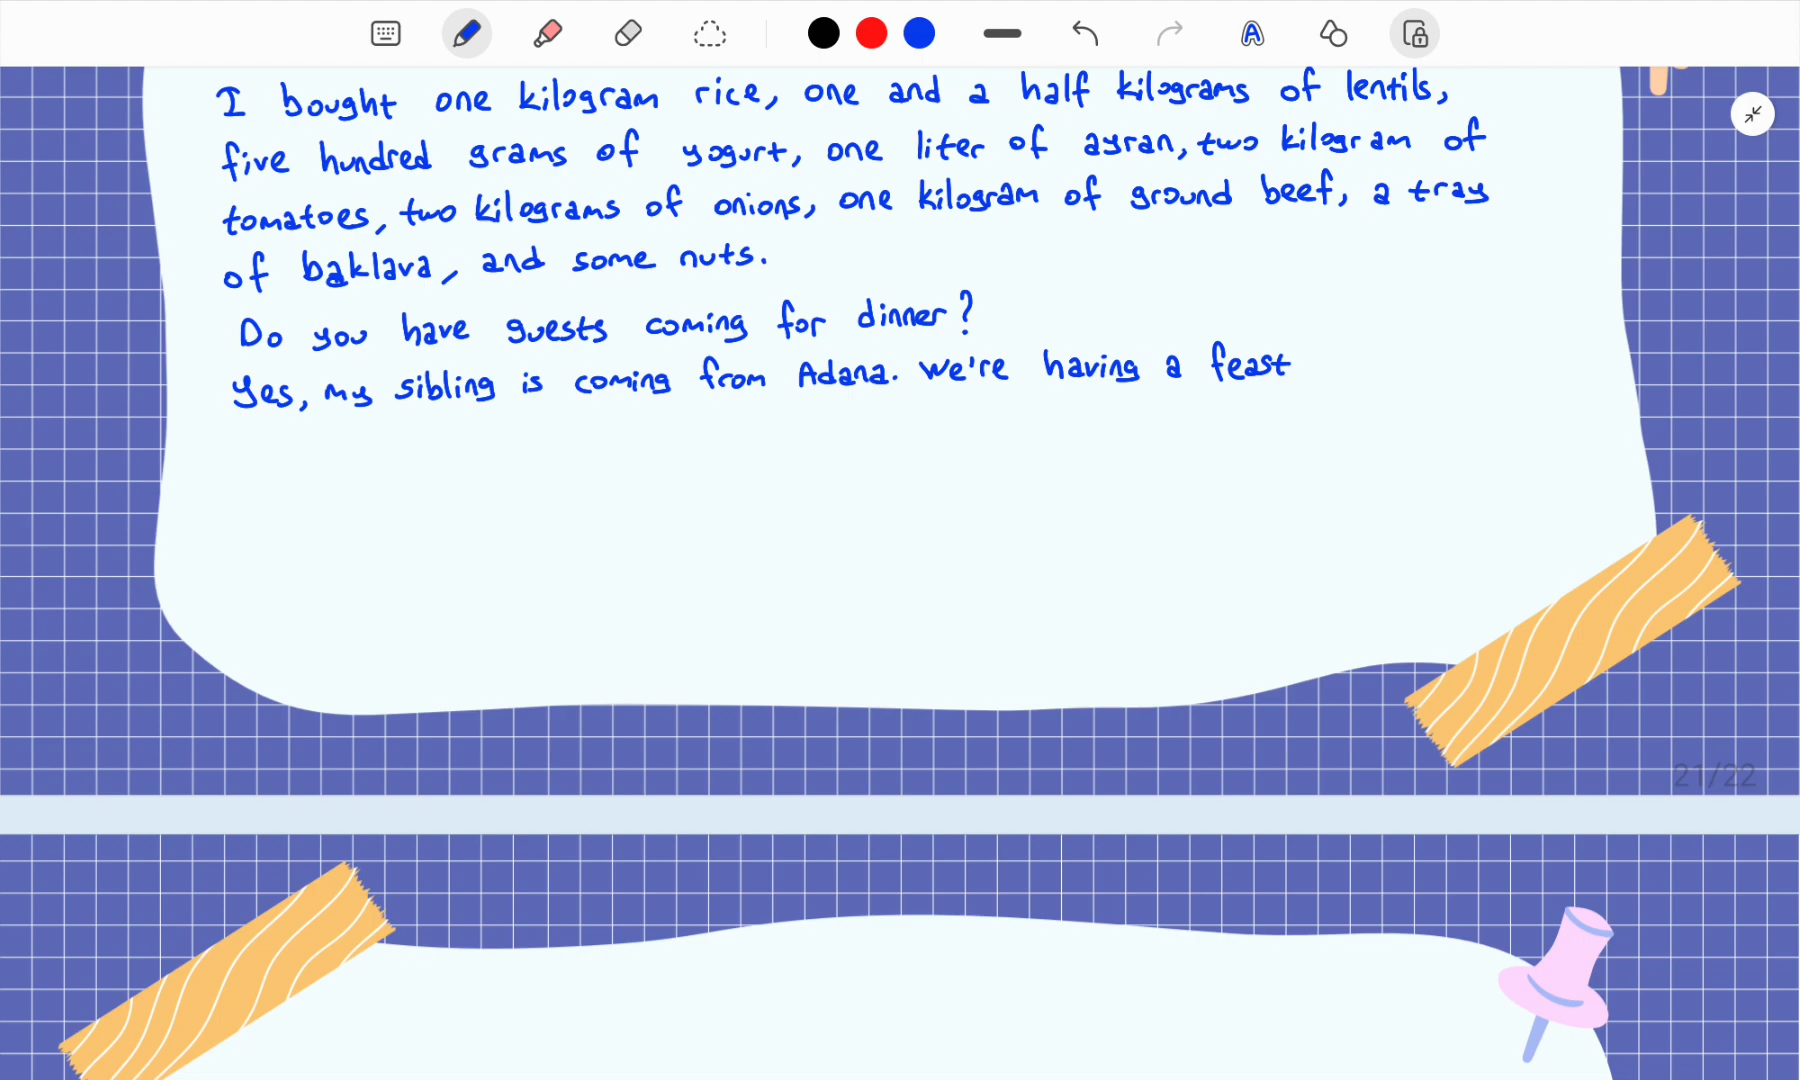 I bought one kilogram rice, one and a half kilograms of lentils,
five hundred grams of yogurt, one liter of ayran, two kilogram of
tomatoes, two kilograms of onions, one kilogram of ground beef, a tray
of baklava, and some nuts.
Do you have guests coming for dinner?
Yes, my sibling is coming from Adana. We're having a feast
21/22